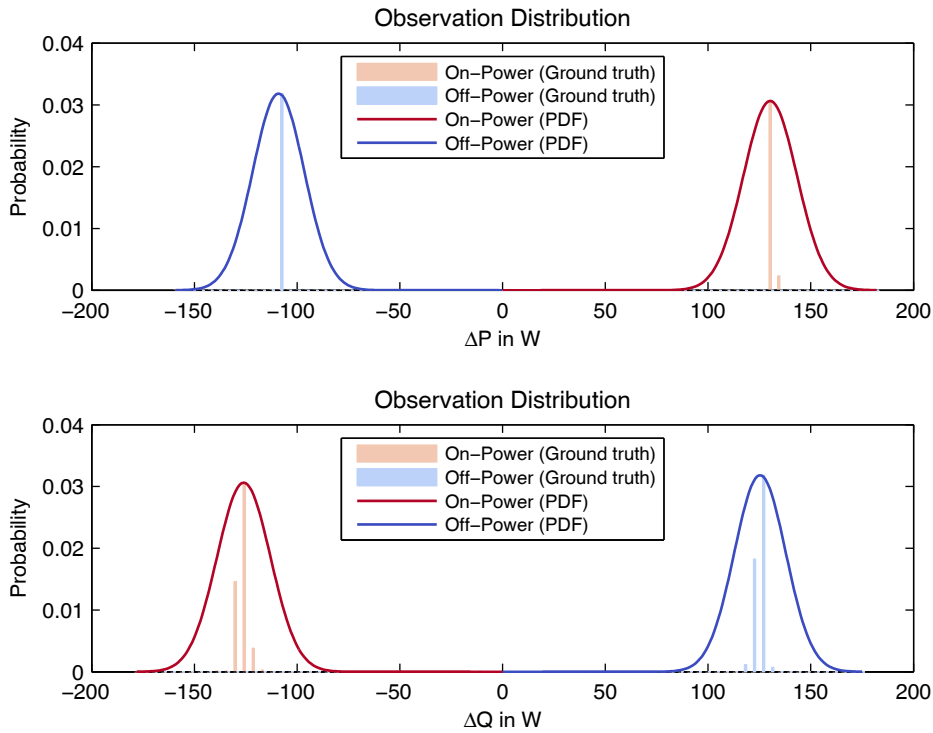 Observation Distribution
0.04
0.03
0.02
0.01
0
Probability
On−Power (Ground truth)
Off−Power (Ground truth)
On−Power (PDF)
Off−Power (PDF)
−200 −150 −100 −50 0 50 100 150 200
ΔP in W
Observation Distribution
0.04
0.03
0.02
0.01
0
Probability
On−Power (Ground truth)
Off−Power (Ground truth)
On−Power (PDF)
Off−Power (PDF)
−200 −150 −100 −50 0 50 100 150 200
ΔQ in W